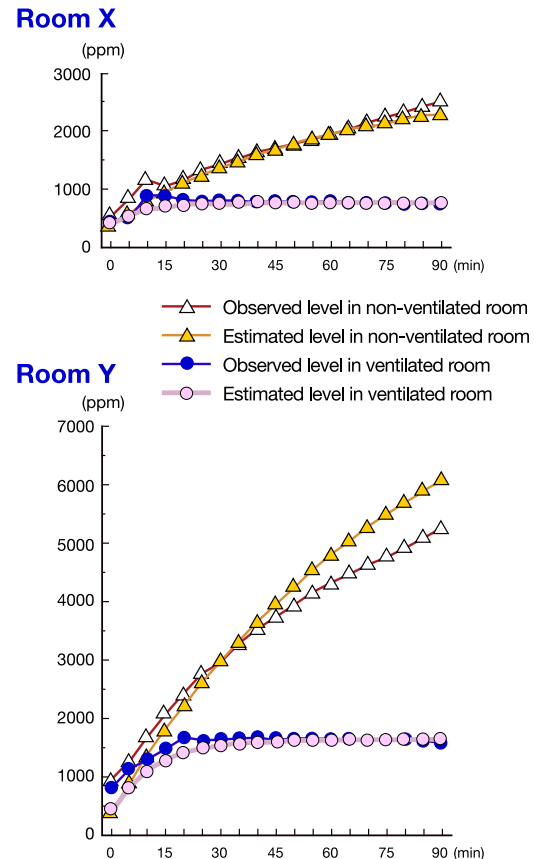 Room X
(ppm)
3000
2000
1000
0
0 15 30 45 60 75 90 (min)
Observed level in non-ventilated room
Estimated level in non-ventilated room
Observed level in ventilated room
Estimated level in ventilated room
Room Y
(ppm)
7000
6000
5000
4000
3000
2000
1000
0
0 15 30 45 60 75 90 (min)